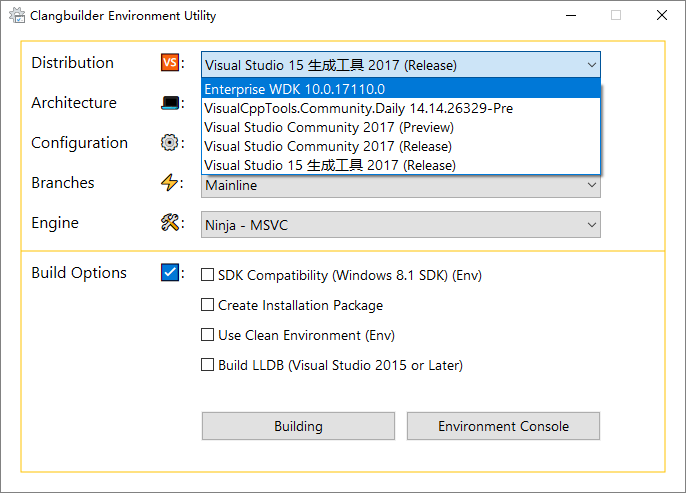 Clangbuilder Environment Utility
Distribution VS : Visual Studio 15 生成工具 2017 (Release)
Enterprise WDK 10.0.17110.0
Architecture : VisualCppTools.Community.Daily 14.14.26329-Pre
Visual Studio Community 2017 (Preview)
Configuration : Visual Studio Community 2017 (Release)
Visual Studio 15 生成工具 2017 (Release)
Branches : Mainline
Engine : Ninja - MSVC
Build Options : SDK Compatibility (Windows 8.1 SDK) (Env)
Create Installation Package
Use Clean Environment (Env)
Build LLDB (Visual Studio 2015 or Later)
Building Environment Console